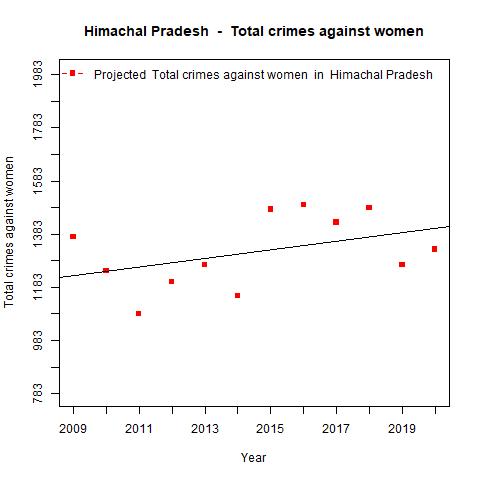 Himachal Pradesh - Total crimes against women
Projected Total crimes against women in Himachal Pradesh
Total crimes against women
1983
1783
1583
1383
1183
983
783
2009 2011 2013 2015 2017 2019
Year